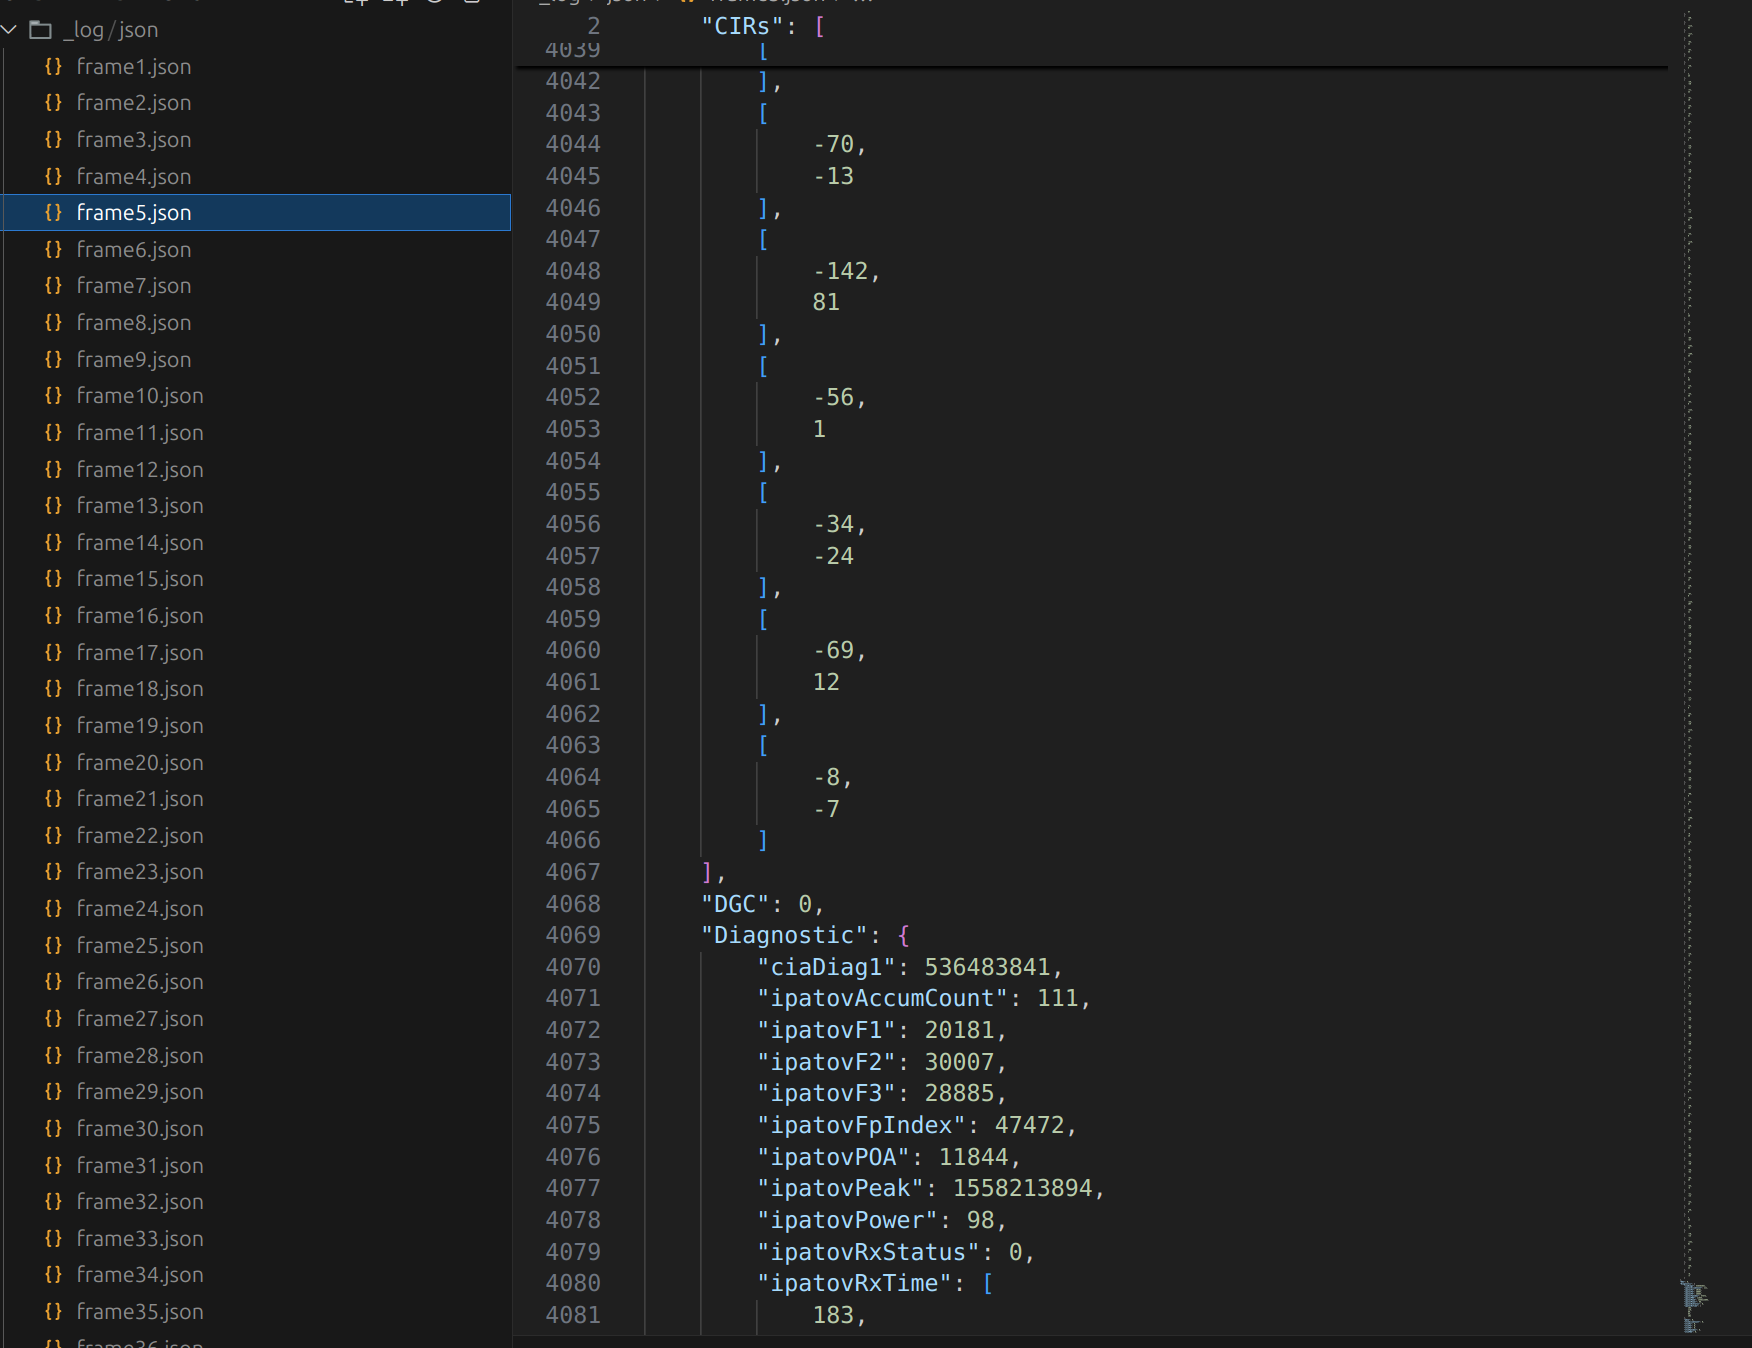 _log/json
frame1.json
frame2.json
frame3.json
frame4.json
frame5.json
frame6.json
frame7.json
frame8.json
frame9.json
frame10.json
frame11.json
frame12.json
frame13.json
frame14.json
frame15.json
frame16.json
frame17.json
frame18.json
frame19.json
frame20.json
frame21.json
frame22.json
frame23.json
frame24.json
frame25.json
frame26.json
frame27.json
frame28.json
frame29.json
frame30.json
frame31.json
frame32.json
frame33.json
frame34.json
frame35.json
2 "CIRs": [
4039 [
4042 ],
4043 [
4044 -70,
4045 -13
4046 ],
4047 [
4048 -142,
4049 81
4050 ],
4051 [
4052 -56,
4053 1
4054 ],
4055 [
4056 -34,
4057 -24
4058 ],
4059 [
4060 -69,
4061 12
4062 ],
4063 [
4064 -8,
4065 -7
4066 ]
4067 ],
4068 "DGC": 0,
4069 "Diagnostic": {
4070 "ciaDiag1": 536483841,
4071 "ipatovAccumCount": 111,
4072 "ipatovF1": 20181,
4073 "ipatovF2": 30007,
4074 "ipatovF3": 28885,
4075 "ipatovFpIndex": 47472,
4076 "ipatovPOA": 11844,
4077 "ipatovPeak": 1558213894,
4078 "ipatovPower": 98,
4079 "ipatovRxStatus": 0,
4080 "ipatovRxTime": [
4081 183,